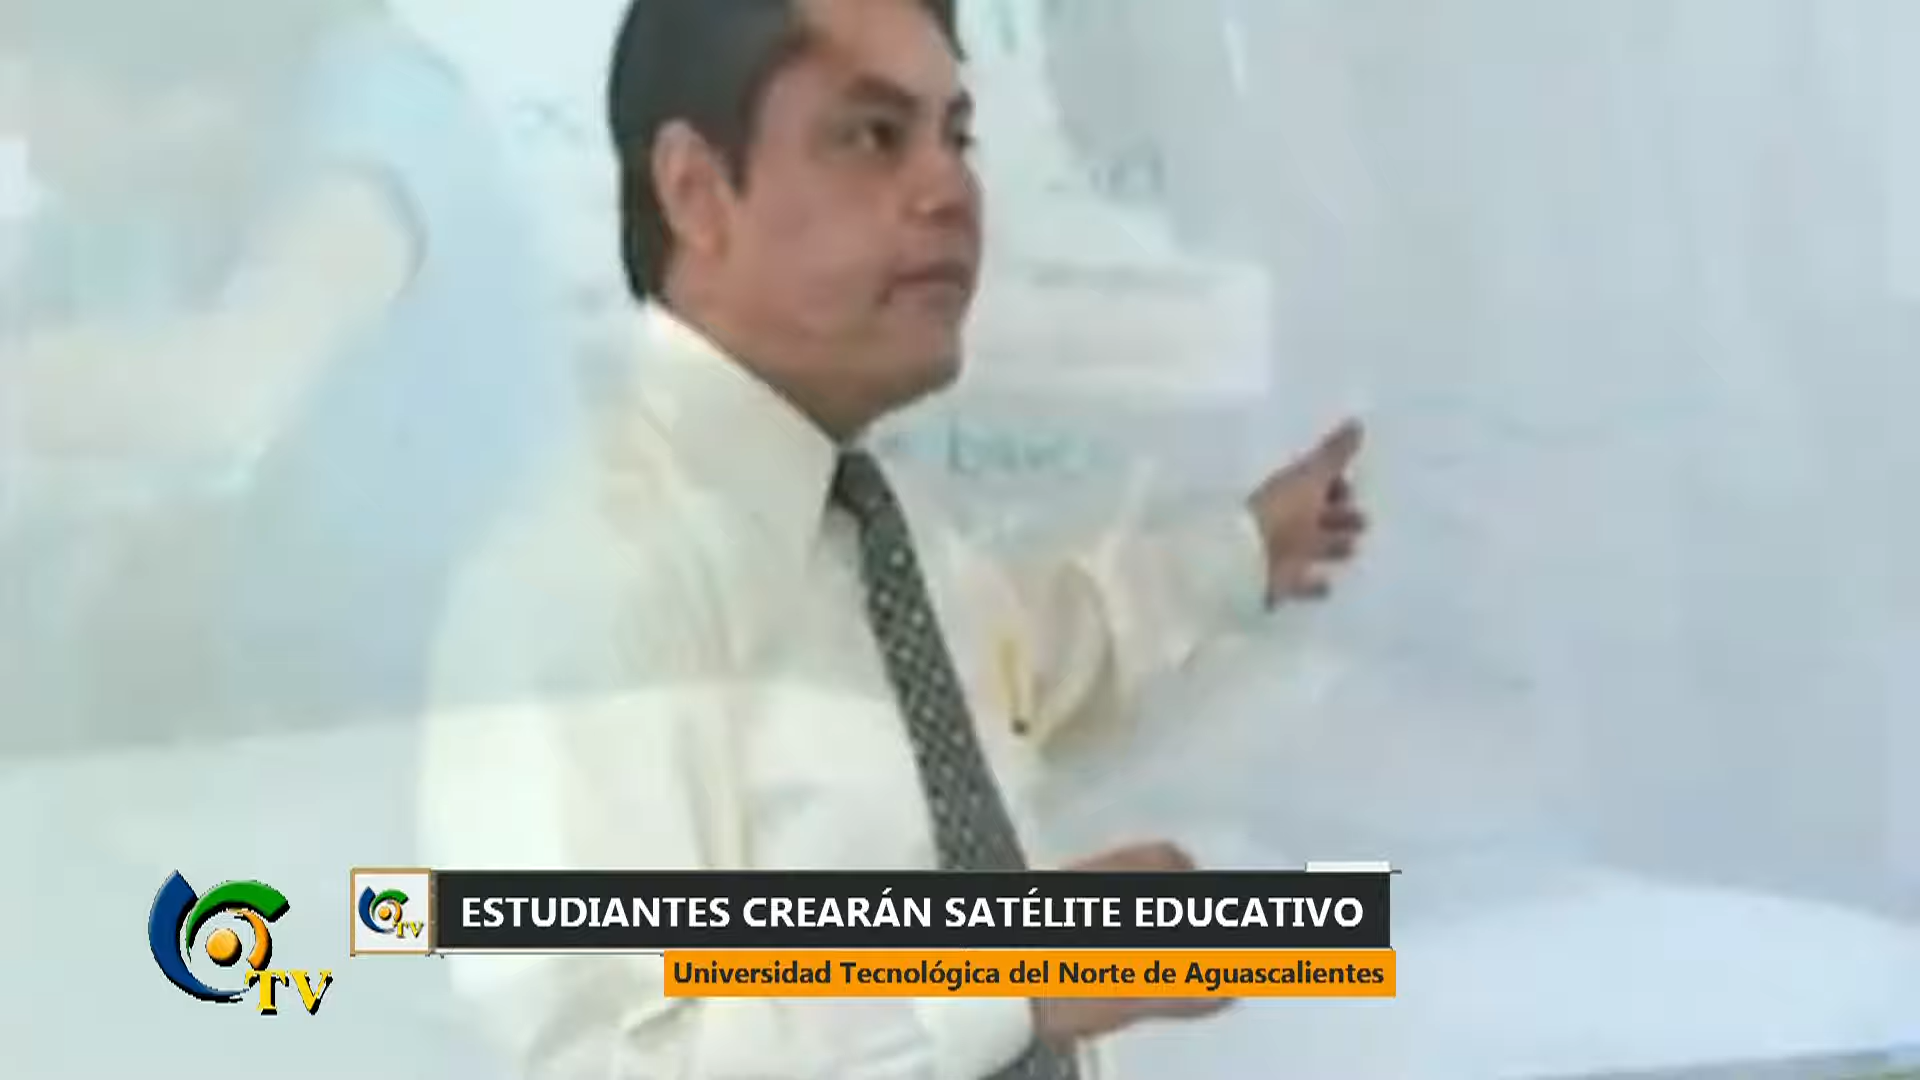 ESTUDIANTES CREARÁN SATÉLITE EDUCATIVO
Universidad Tecnológica del Norte de Aguascalientes
TV
TV